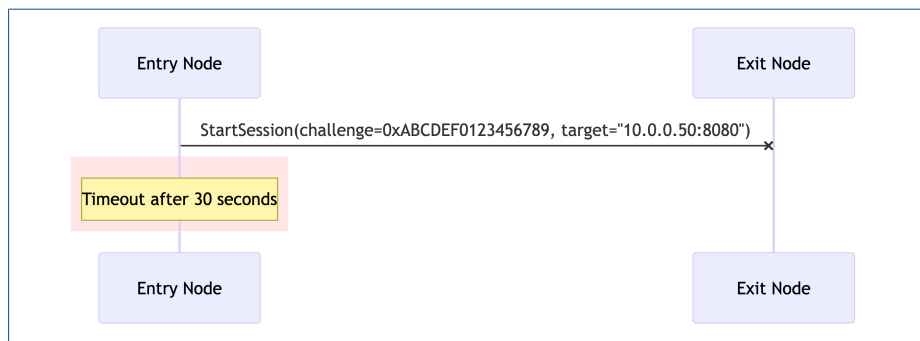 Entry Node
Exit Node
StartSession(challenge=0xABCDEF0123456789, target="10.0.0.50:8080")
Timeout after 30 seconds
Entry Node
Exit Node